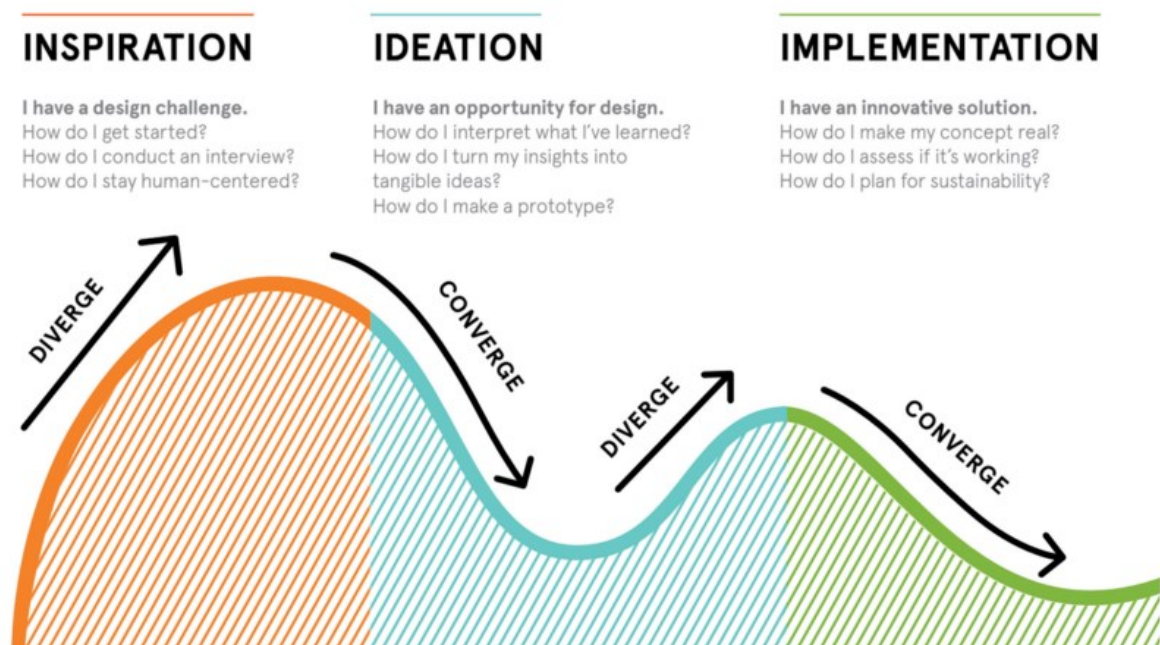 INSPIRATION
I have a design challenge.
How do I get started?
How do I conduct an interview?
How do I stay human-centered?
IDEATION
I have an opportunity for design.
How do I interpret what I've learned?
How do I turn my insights into
tangible ideas?
How do I make a prototype?
IMPLEMENTATION
I have an innovative solution.
How do I make my concept real?
How do I assess if it's working?
How do I plan for sustainability?
DIVERGE
CONVERGE
DIVERGE
CONVERGE